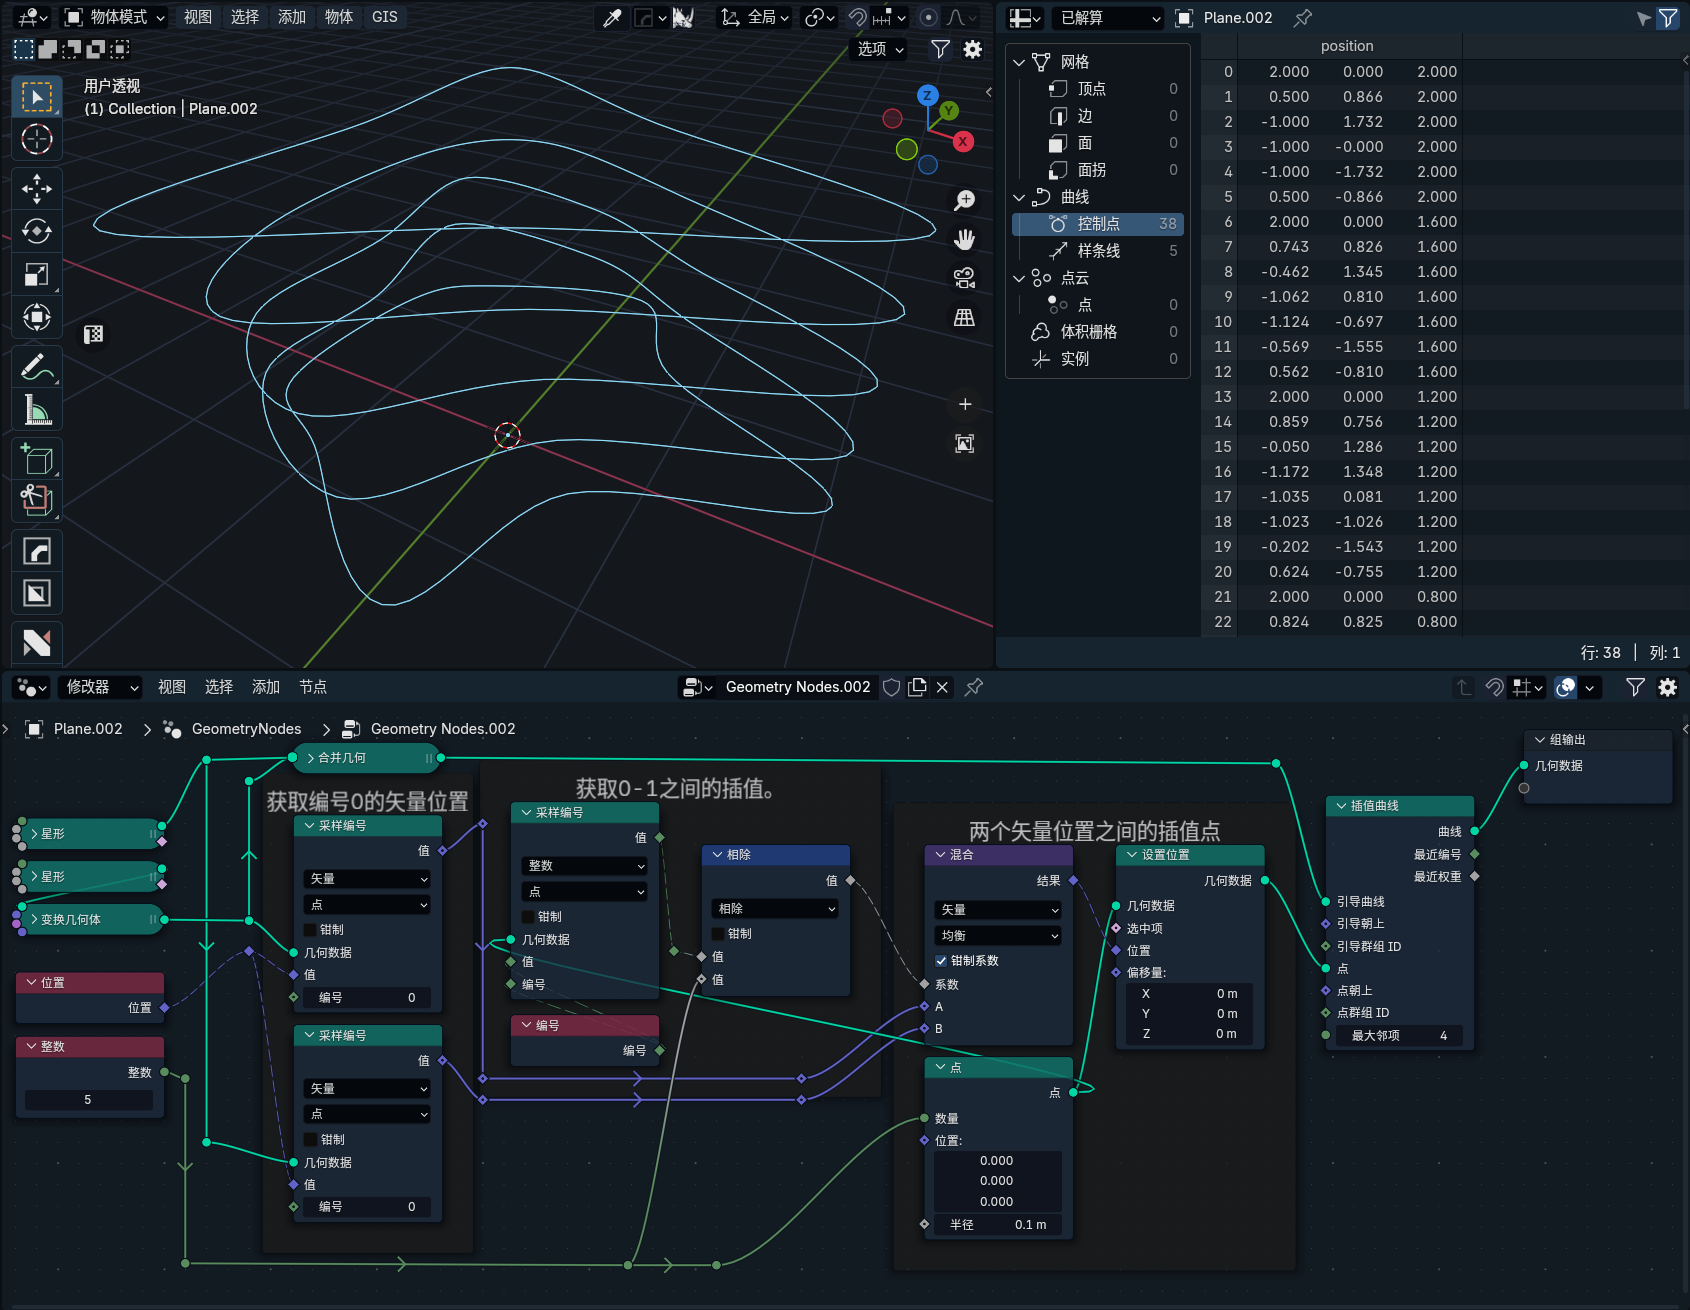 物体模式 视图 选择 添加 物体 GIS 全局
选项
用户透视
(1) Collection | Plane.002
Z
Y
X
已解算 Plane.002
网格
顶点 0
边 0
面 0
面拐 0
曲线
控制点 38
样条线 5
点云
点 0
体积栅格 0
实例 0
position
0 2.000 0.000 2.000
1 0.500 0.866 2.000
2 -1.000 1.732 2.000
3 -1.000 -0.000 2.000
4 -1.000 -1.732 2.000
5 0.500 -0.866 2.000
6 2.000 0.000 1.600
7 0.743 0.826 1.600
8 -0.462 1.345 1.600
9 -1.062 0.810 1.600
10 -1.124 -0.697 1.600
11 -0.569 -1.555 1.600
12 0.562 -0.810 1.600
13 2.000 0.000 1.200
14 0.859 0.756 1.200
15 -0.050 1.286 1.200
16 -1.172 1.348 1.200
17 -1.035 0.081 1.200
18 -1.023 -1.026 1.200
19 -0.202 -1.543 1.200
20 0.624 -0.755 1.200
21 2.000 0.000 0.800
22 0.824 0.825 0.800
行: 38 | 列: 1
修改器 视图 选择 添加 节点 Geometry Nodes.002
Plane.002 GeometryNodes Geometry Nodes.002
合并几何
星形
星形
变换几何体
位置
位置
整数
整数
5
获取编号0的矢量位置
采样编号
值
矢量
点
钳制
几何数据
值
编号 0
采样编号
值
矢量
点
钳制
几何数据
值
编号 0
获取0-1之间的插值。
采样编号
值
整数
点
钳制
几何数据
值
编号
编号
编号
相除
值
相除
钳制
值
值
两个矢量位置之间的插值点
混合
结果
矢量
均衡
钳制系数
系数
A
B
点
点
数量
位置:
0.000
0.000
0.000
半径 0.1 m
设置位置
几何数据
几何数据
选中项
位置
偏移量:
X 0 m
Y 0 m
Z 0 m
插值曲线
曲线
最近编号
最近权重
引导曲线
引导朝上
引导群组 ID
点
点朝上
点群组 ID
最大邻项 4
组输出
几何数据